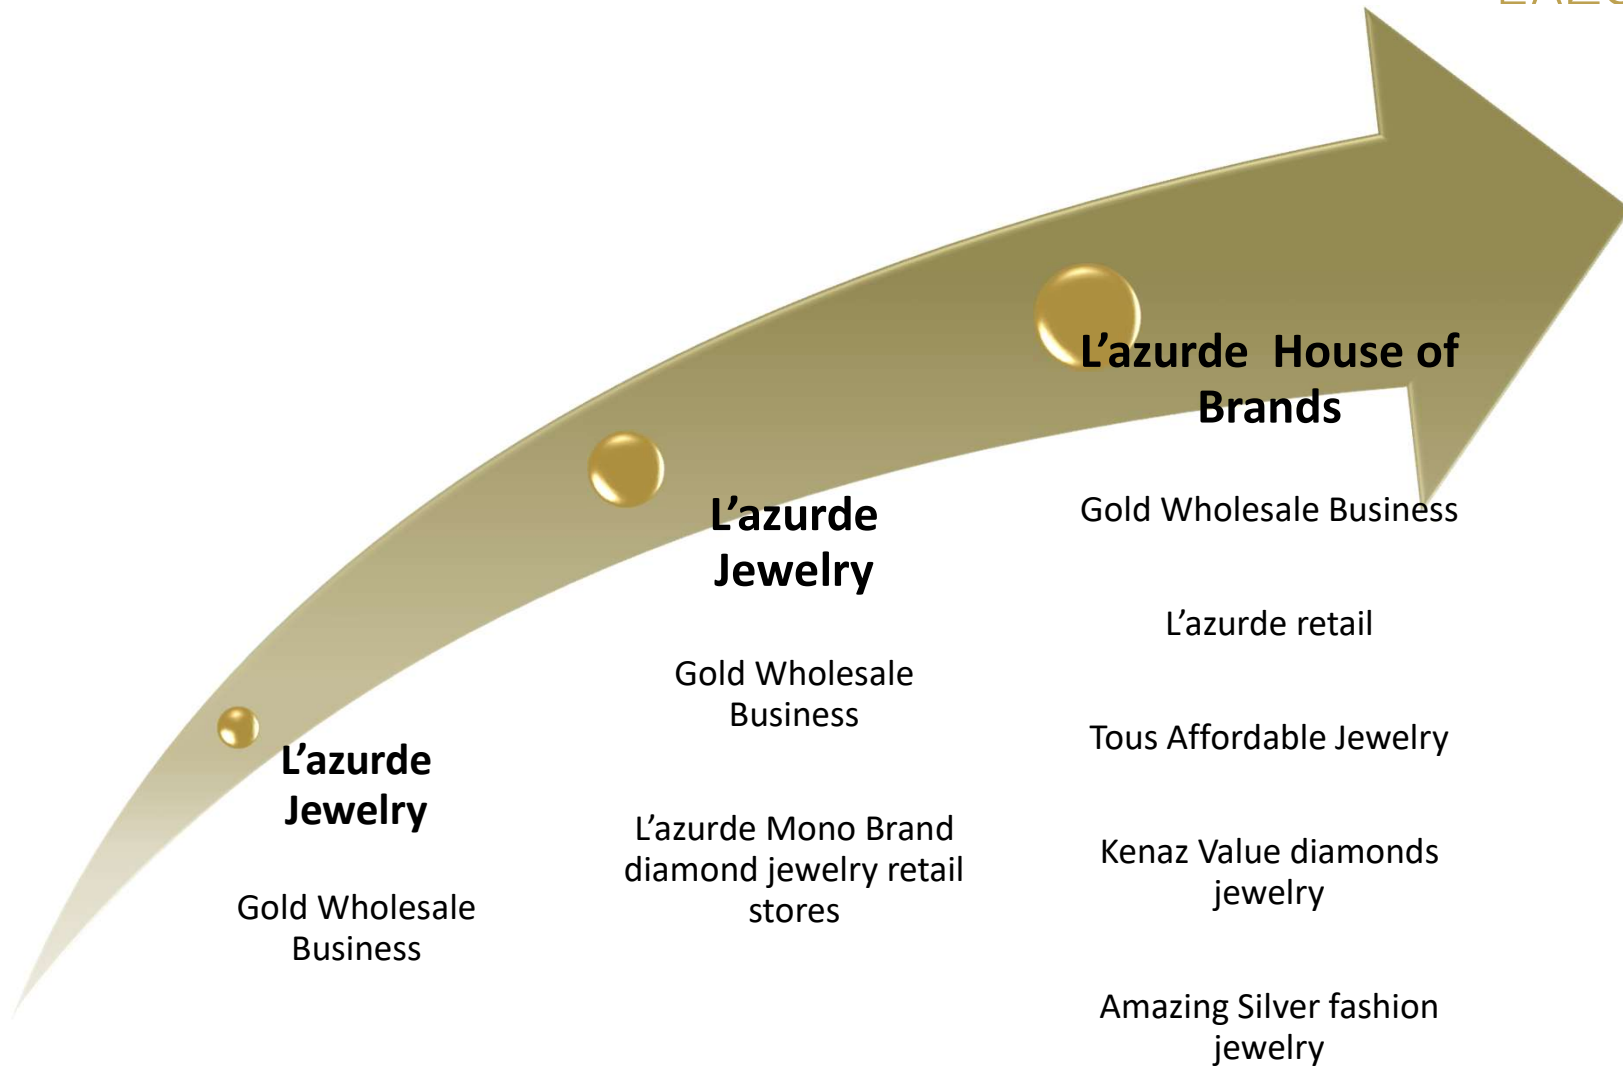 L’azurde
Jewelry
Gold Wholesale
Business
L’azurde
Jewelry
Gold Wholesale
Business
L’azurde Mono Brand
diamond jewelry retail
stores
L’azurde  House of
Brands
Gold Wholesale Business
L’azurde retail
Tous Affordable Jewelry
Kenaz Value diamonds
jewelry
Amazing Silver fashion
jewelry